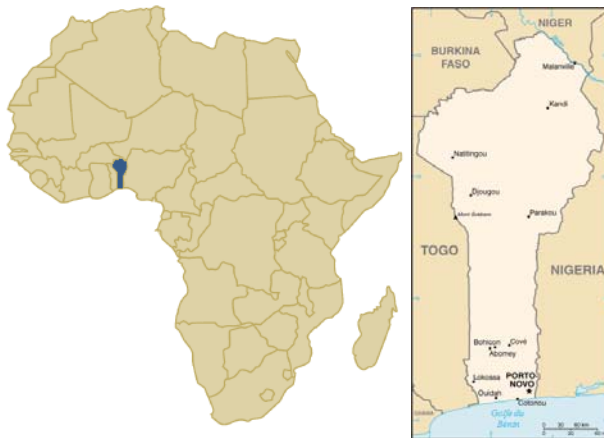 NIGER
BURKINA
FASO
Malanville
Kandi
Natitingou
Djougou
Parakou
TOGO
NIGERIA
Bohicon
Cové
Abomey
Lokossa
PORTO-
NOVO
Ouidah
Cotonou
Golfe du
Bénin